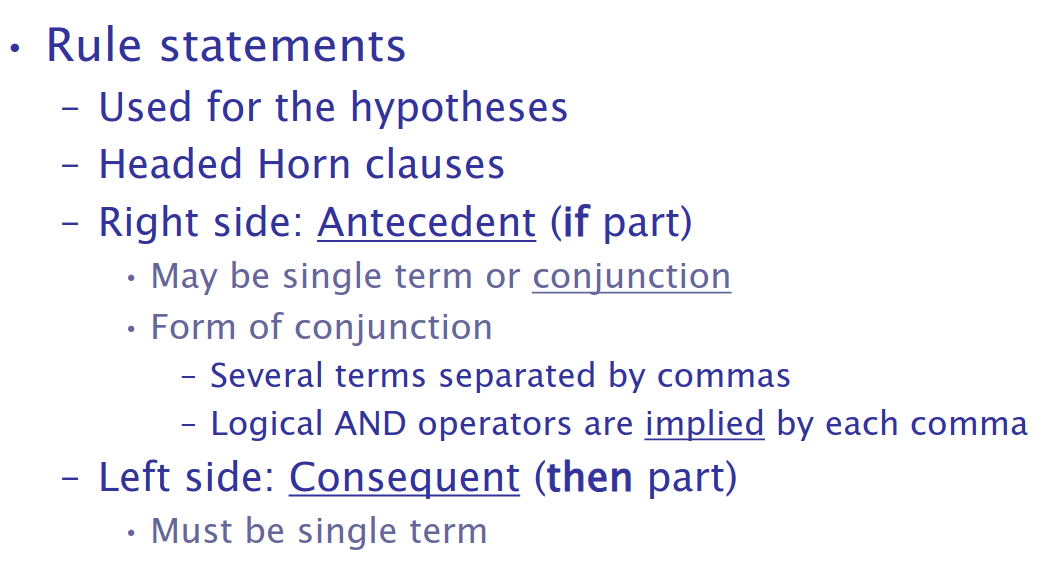 • Rule statements
– Used for the hypotheses
– Headed Horn clauses
– Right side: Antecedent (if part)
• May be single term or conjunction
• Form of conjunction
– Several terms separated by commas
– Logical AND operators are implied by each comma
– Left side: Consequent (then part)
• Must be single term